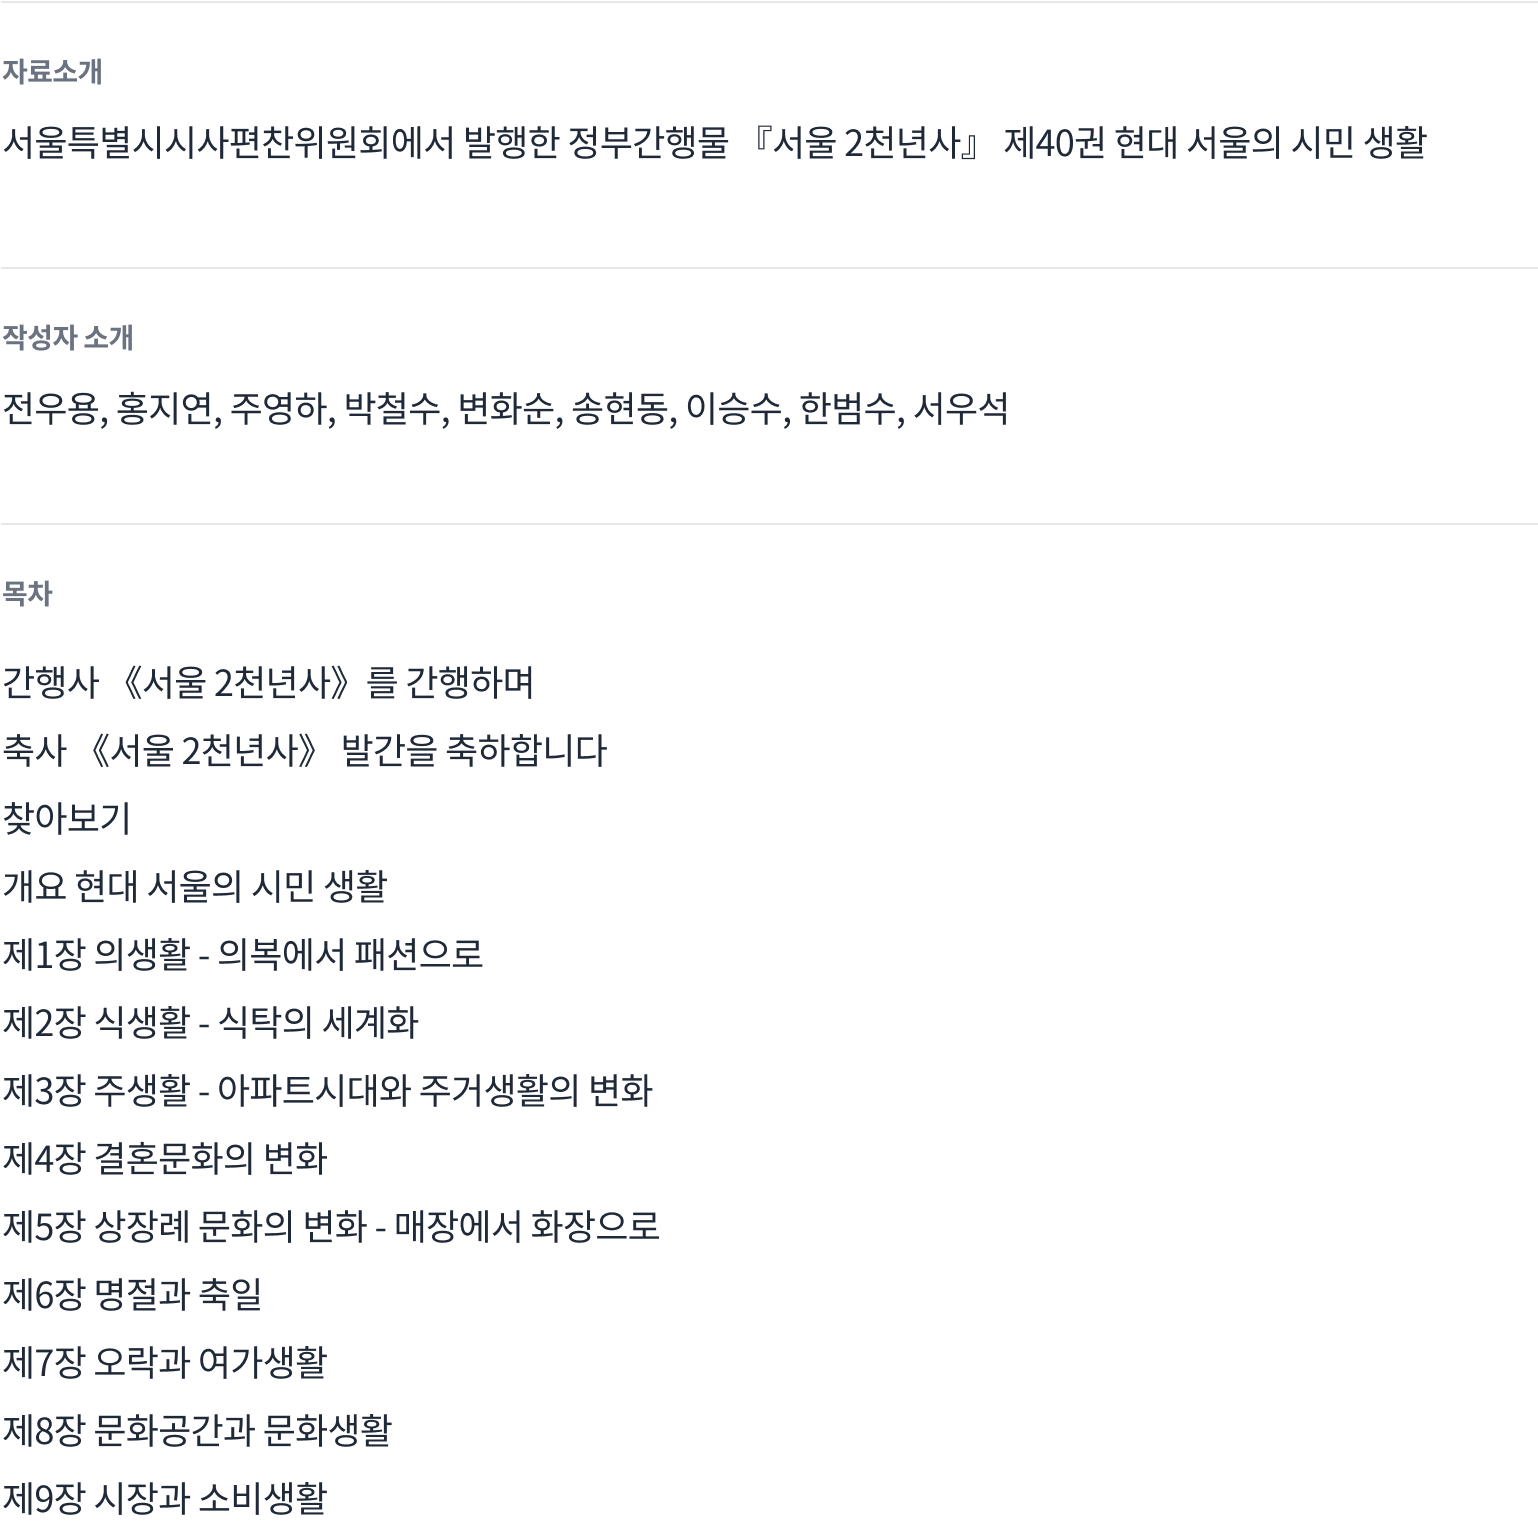 자료소개
서울특별시시사편찬위원회에서 발행한 정부간행물 『서울 2천년사』 제40권 현대 서울의 시민 생활
작성자 소개
전우용, 홍지연, 주영하, 박철수, 변화순, 송현동, 이승수, 한범수, 서우석
목차
간행사 《서울 2천년사》를 간행하며
축사 《서울 2천년사》 발간을 축하합니다
찾아보기
개요 현대 서울의 시민 생활
제1장 의생활 - 의복에서 패션으로
제2장 식생활 - 식탁의 세계화
제3장 주생활 - 아파트시대와 주거생활의 변화
제4장 결혼문화의 변화
제5장 상장례 문화의 변화 - 매장에서 화장으로
제6장 명절과 축일
제7장 오락과 여가생활
제8장 문화공간과 문화생활
제9장 시장과 소비생활